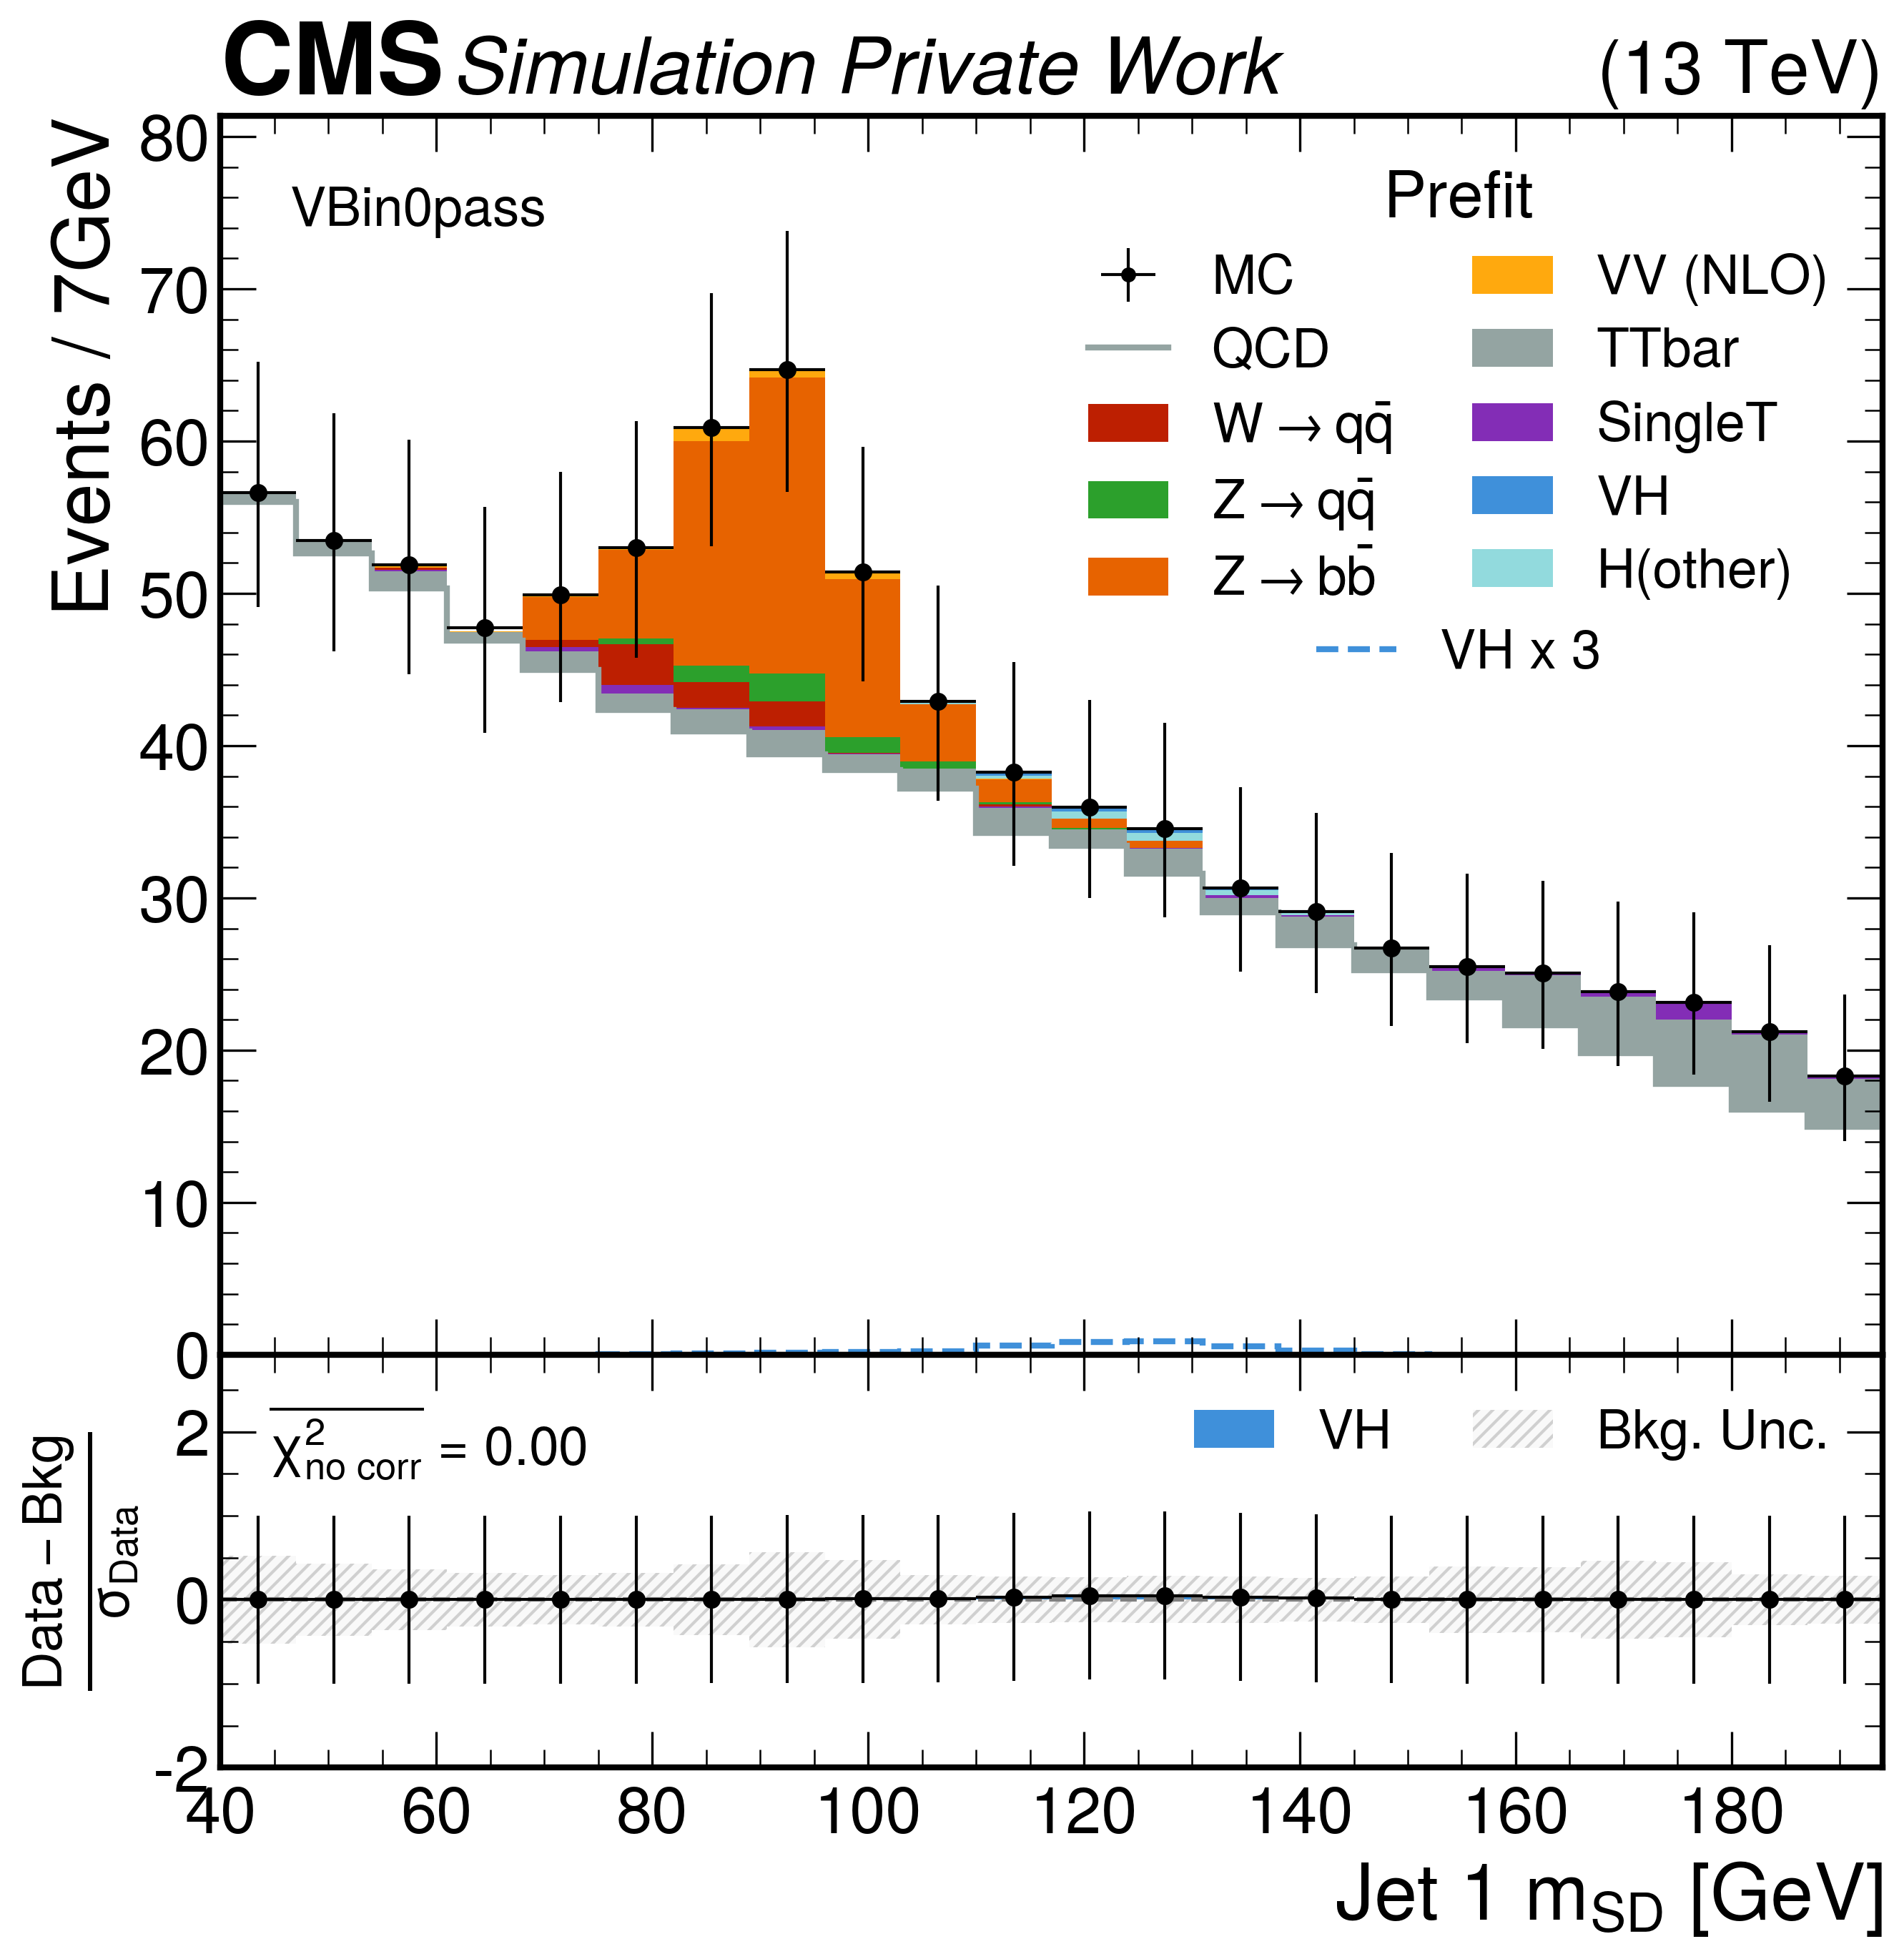 CMS Simulation Private Work (13 TeV)
Events / 7GeV
80
70
60
50
40
30
20
10
0
VBin0pass
Prefit
MC VV (NLO)
QCD TTbar
W → qq̄ SingleT
Z → qq̄ VH
Z → bb̄ H(other)
VH x 3
Data – Bkg
σData
2
0
-2
χ²no corr = 0.00
VH Bkg. Unc.
40 60 80 100 120 140 160 180
Jet 1 mSD [GeV]